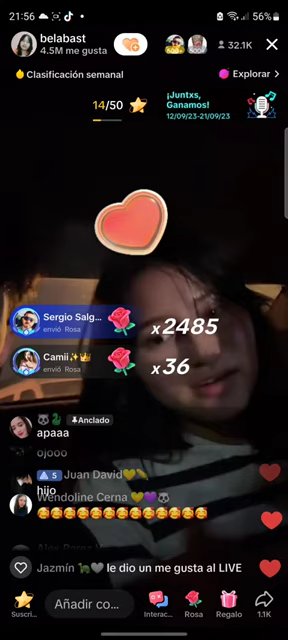 21:56
56%
belabast
4.5M me gusta
500+
500+
32.1K
Clasificación semanal
Explorar >
14/50
¡Juntxs,
Ganamos!
12/09/23-21/09/23
Sergio Salg...
envió Rosa
x2485
Camii
envió Rosa
x36
Anclado
apaaa
ojooo
5 Juan David
hijo
Wendoline Cerna
Jazmín le dio un me gusta al LIVE
Añadir co...
Suscri...
Interac...
Rosa
Regalo
1.1K